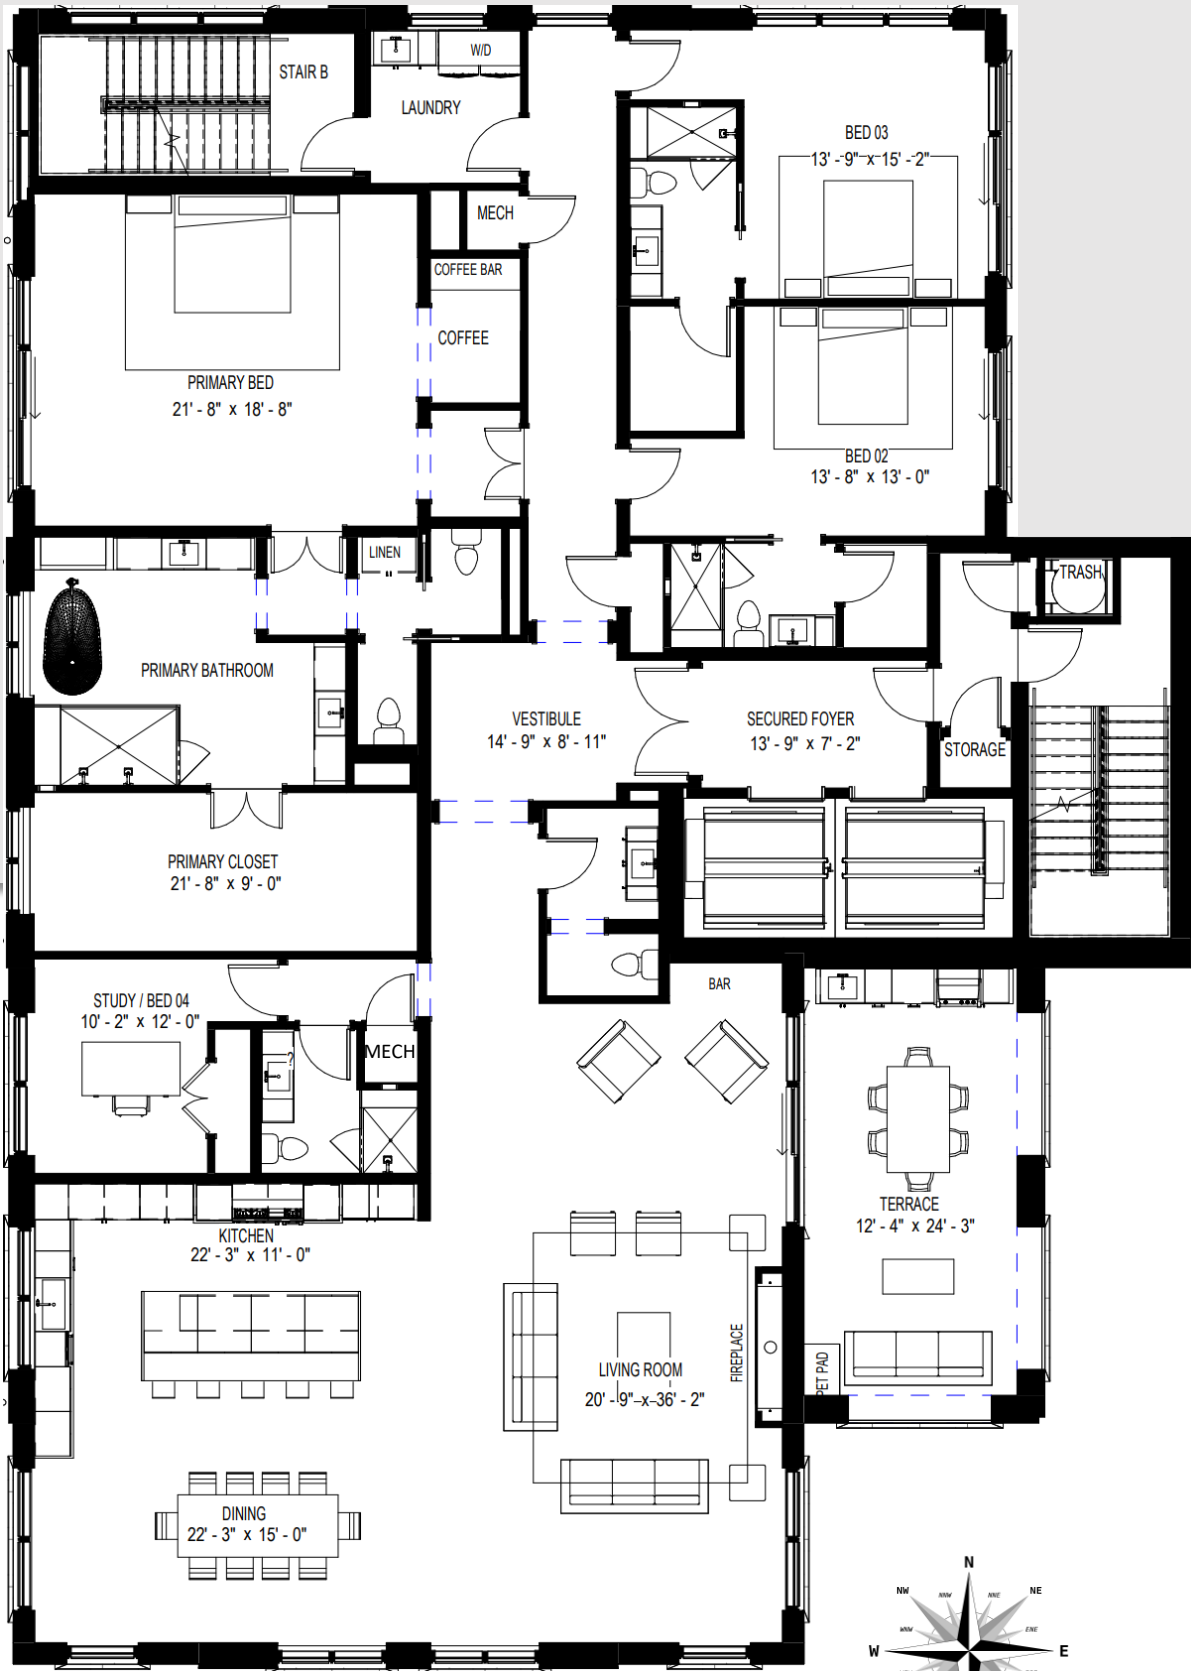 W/D
STAIR B
LAUNDRY
BED 03
13' - 9" x 15' - 2"
MECH
COFFEE BAR
COFFEE
PRIMARY BED
21' - 8" x 18' - 8"
BED 02
13' - 8" x 13' - 0"
LINEN
TRASH
PRIMARY BATHROOM
VESTIBULE
14' - 9" x 8' - 11"
SECURED FOYER
13' - 9" x 7' - 2"
STORAGE
PRIMARY CLOSET
21' - 8" x 9' - 0"
BAR
STUDY / BED 04
10' - 2" x 12' - 0"
MECH
?
TERRACE
12' - 4" x 24' - 3"
KITCHEN
22' - 3" x 11' - 0"
FIREPLACE
LIVING ROOM
20' - 9" x 36' - 2"
PET PAD
DINING
22' - 3" x 15' - 0"
N
NW
NNW
NNE
NE
WNW
ENE
W
E